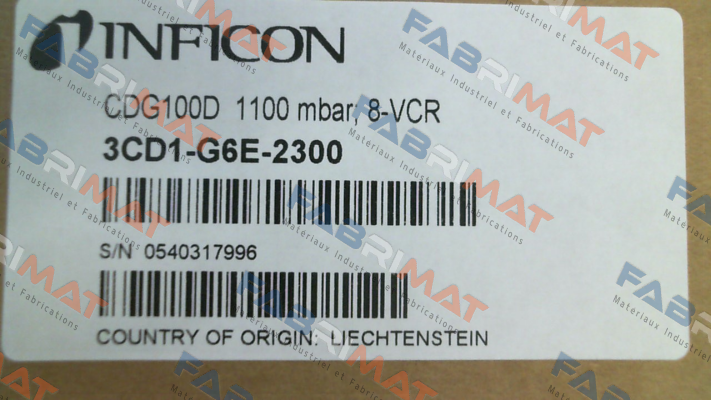 INFICON
CDG100D 1100 mbar, 8-VCR
3CD1-G6E-2300
S/N 0540317996
COUNTRY OF ORIGIN: LIECHTENSTEIN
FABRIMAT
Materiaux Industriel et Fabrications